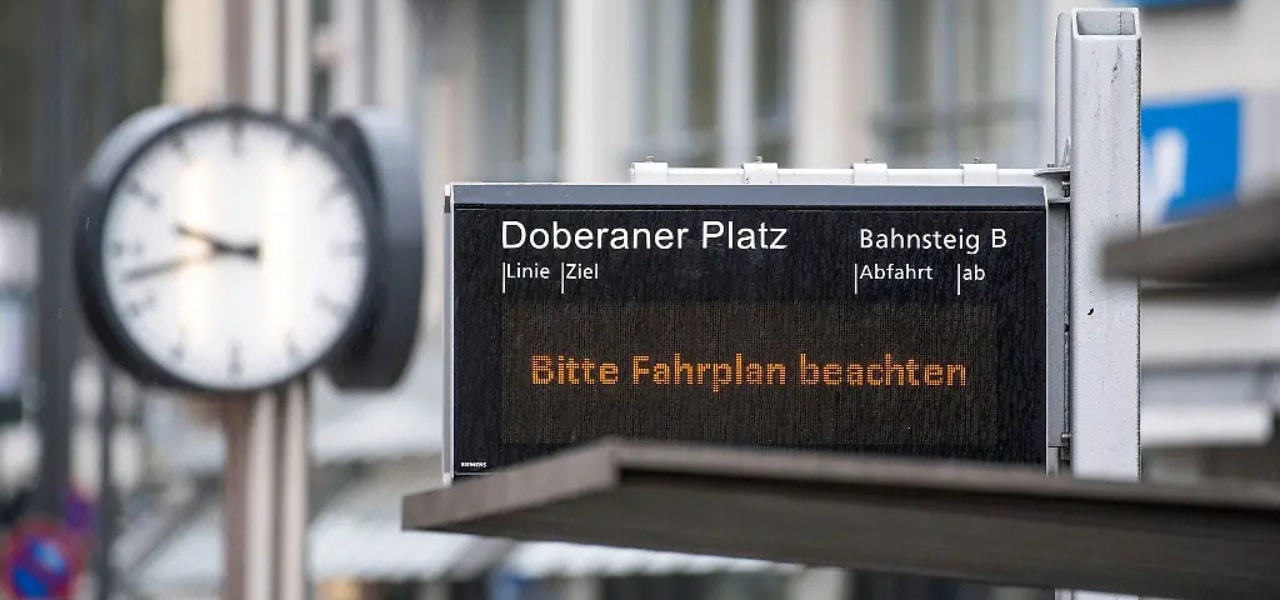 Doberaner Platz
Bahnsteig B
Linie Ziel
Abfahrt ab
Bitte Fahrplan beachten
SIEMENS